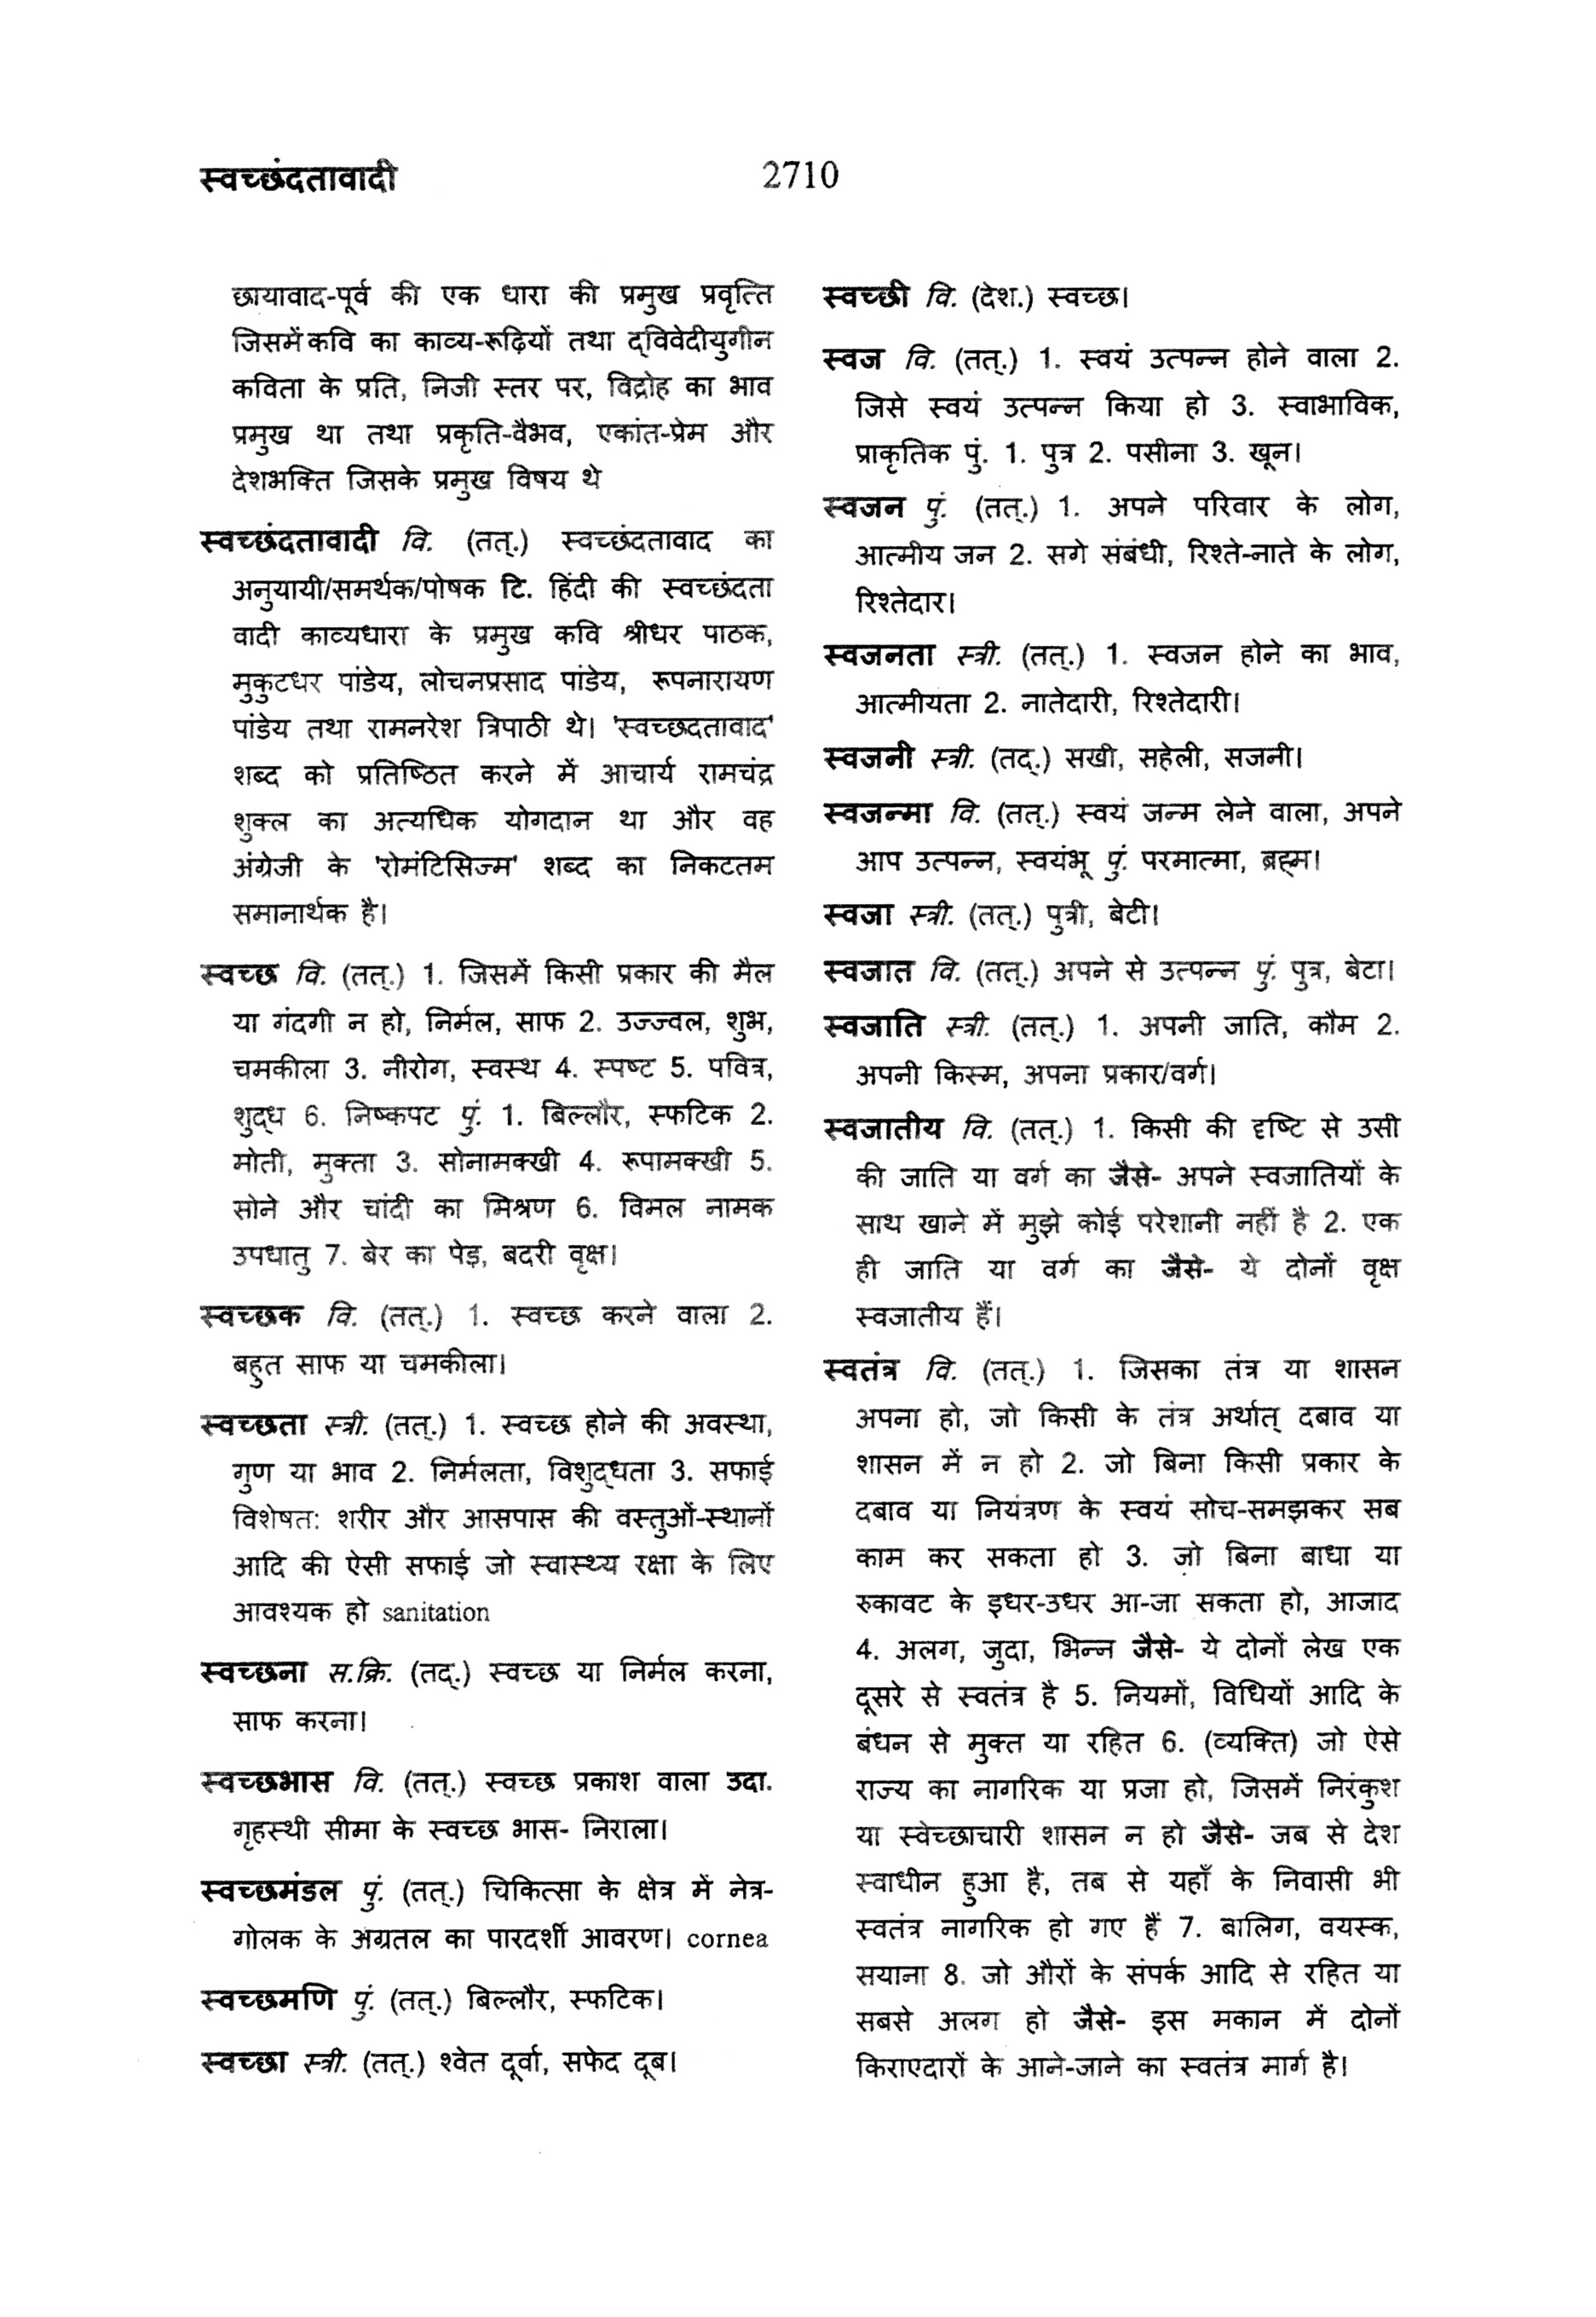 स्वच्छंदतावादी
2710
छायावाद-पूर्व की एक धारा की प्रमुख प्रवृत्ति
जिसमें कवि का काव्य-रूढ़ियों तथा द्विवेदीयुगीन
कविता के प्रति, निजी स्तर पर, विद्रोह का भाव
प्रमुख था तथा प्रकृति-वैभव, एकांत-प्रेम और
देशभक्ति जिसके प्रमुख विषय थे
स्वच्छंदतावादी वि. (तत्.) स्वच्छंदतावाद का
अनुयायी/समर्थक/पोषक टि. हिंदी की स्वच्छंदता
वादी काव्यधारा के प्रमुख कवि श्रीधर पाठक,
मुकुटधर पांडेय, लोचनप्रसाद पांडेय, रूपनारायण
पांडेय तथा रामनरेश त्रिपाठी थे। 'स्वच्छदतावाद'
शब्द को प्रतिष्ठित करने में आचार्य रामचंद्र
शुक्ल का अत्यधिक योगदान था और वह
अंग्रेजी के 'रोमंटिसिज्म' शब्द का निकटतम
समानार्थक है।
स्वच्छ वि. (तत्.) 1. जिसमें किसी प्रकार की मैल
या गंदगी न हो, निर्मल, साफ 2. उज्ज्वल, शुभ,
चमकीला 3. नीरोग, स्वस्थ 4. स्पष्ट 5. पवित्र,
शुद्ध 6. निष्कपट पुं. 1. बिल्लौर, स्फटिक 2.
मोती, मुक्ता 3. सोनामक्खी 4. रूपामक्खी 5.
सोने और चांदी का मिश्रण 6. विमल नामक
उपधातु 7. बेर का पेड़, बदरी वृक्ष।
स्वच्छक वि. (तत्.) 1. स्वच्छ करने वाला 2.
बहुत साफ या चमकीला।
स्वच्छता स्त्री. (तत्.) 1. स्वच्छ होने की अवस्था,
गुण या भाव 2. निर्मलता, विशुद्धता 3. सफाई
विशेषत: शरीर और आसपास की वस्तुओं-स्थानों
आदि की ऐसी सफाई जो स्वास्थ्य रक्षा के लिए
आवश्यक हो sanitation
स्वच्छना स.क्रि. (तद्.) स्वच्छ या निर्मल करना,
साफ करना।
स्वच्छभास वि. (तत्.) स्वच्छ प्रकाश वाला उदा.
गृहस्थी सीमा के स्वच्छ भास- निराला।
स्वच्छमंडल पुं. (तत्.) चिकित्सा के क्षेत्र में नेत्र-
गोलक के अग्रतल का पारदर्शी आवरण। cornea
स्वच्छमणि पुं. (तत्.) बिल्लौर, स्फटिक।
स्वच्छा स्त्री. (तत्.) श्वेत दूर्वा, सफेद दूब।
स्वच्छी वि. (देश.) स्वच्छ।
स्वज वि. (तत्.) 1. स्वयं उत्पन्न होने वाला 2.
जिसे स्वयं उत्पन्न किया हो 3. स्वाभाविक,
प्राकृतिक पुं. 1. पुत्र 2. पसीना 3. खून।
स्वजन पुं. (तत्.) 1. अपने परिवार के लोग,
आत्मीय जन 2. सगे संबंधी, रिश्ते-नाते के लोग,
रिश्तेदार।
स्वजनता स्त्री. (तत्.) 1. स्वजन होने का भाव,
आत्मीयता 2. नातेदारी, रिश्तेदारी।
स्वजनी स्त्री. (तद्.) सखी, सहेली, सजनी।
स्वजन्मा वि. (तत्.) स्वयं जन्म लेने वाला, अपने
आप उत्पन्न, स्वयंभू पुं. परमात्मा, ब्रह्म।
स्वजा स्त्री. (तत्.) पुत्री, बेटी।
स्वजात वि. (तत्.) अपने से उत्पन्न पुं. पुत्र, बेटा।
स्वजाति स्त्री. (तत्.) 1. अपनी जाति, कौम 2.
अपनी किस्म, अपना प्रकार/वर्ग।
स्वजातीय वि. (तत्.) 1. किसी की दृष्टि से उसी
की जाति या वर्ग का जैसे- अपने स्वजातियों के
साथ खाने में मुझे कोई परेशानी नहीं है 2. एक
ही जाति या वर्ग का जैसे- ये दोनों वृक्ष
स्वजातीय हैं।
स्वतंत्र वि. (तत्.) 1. जिसका तंत्र या शासन
अपना हो, जो किसी के तंत्र अर्थात् दबाव या
शासन में न हो 2. जो बिना किसी प्रकार के
दबाव या नियंत्रण के स्वयं सोच-समझकर सब
काम कर सकता हो 3. जो बिना बाधा या
रुकावट के इधर-उधर आ-जा सकता हो, आजाद
4. अलग, जुदा, भिन्न जैसे- ये दोनों लेख एक
दूसरे से स्वतंत्र है 5. नियमों, विधियों आदि के
बंधन से मुक्त या रहित 6. (व्यक्ति) जो ऐसे
राज्य का नागरिक या प्रजा हो, जिसमें निरंकुश
या स्वेच्छाचारी शासन न हो जैसे- जब से देश
स्वाधीन हुआ है, तब से यहाँ के निवासी भी
स्वतंत्र नागरिक हो गए हैं 7. बालिग, वयस्क,
सयाना 8. जो औरों के संपर्क आदि से रहित या
सबसे अलग हो जैसे- इस मकान में दोनों
किराएदारों के आने-जाने का स्वतंत्र मार्ग है।